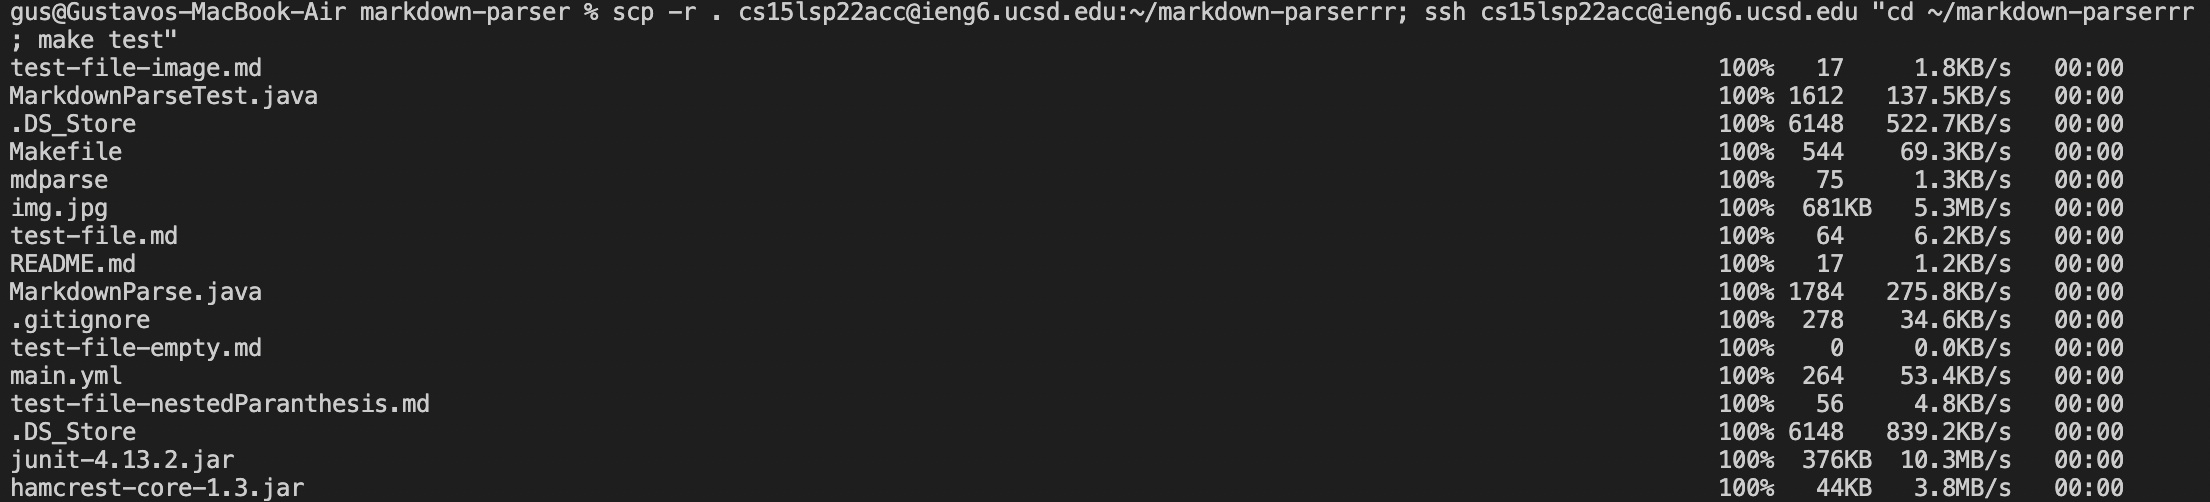 gus@Gustavos-MacBook-Air markdown-parser % scp -r . cs15lsp22acc@ieng6.ucsd.edu:~/markdown-parserrr; ssh cs15lsp22acc@ieng6.ucsd.edu "cd ~/markdown-parserrr
; make test"
test-file-image.md 100% 17 1.8KB/s 00:00
MarkdownParseTest.java 100% 1612 137.5KB/s 00:00
.DS_Store 100% 6148 522.7KB/s 00:00
Makefile 100% 544 69.3KB/s 00:00
mdparse 100% 75 1.3KB/s 00:00
img.jpg 100% 681KB 5.3MB/s 00:00
test-file.md 100% 64 6.2KB/s 00:00
README.md 100% 17 1.2KB/s 00:00
MarkdownParse.java 100% 1784 275.8KB/s 00:00
.gitignore 100% 278 34.6KB/s 00:00
test-file-empty.md 100% 0 0.0KB/s 00:00
main.yml 100% 264 53.4KB/s 00:00
test-file-nestedParanthesis.md 100% 56 4.8KB/s 00:00
.DS_Store 100% 6148 839.2KB/s 00:00
junit-4.13.2.jar 100% 376KB 10.3MB/s 00:00
hamcrest-core-1.3.jar 100% 44KB 3.8MB/s 00:00